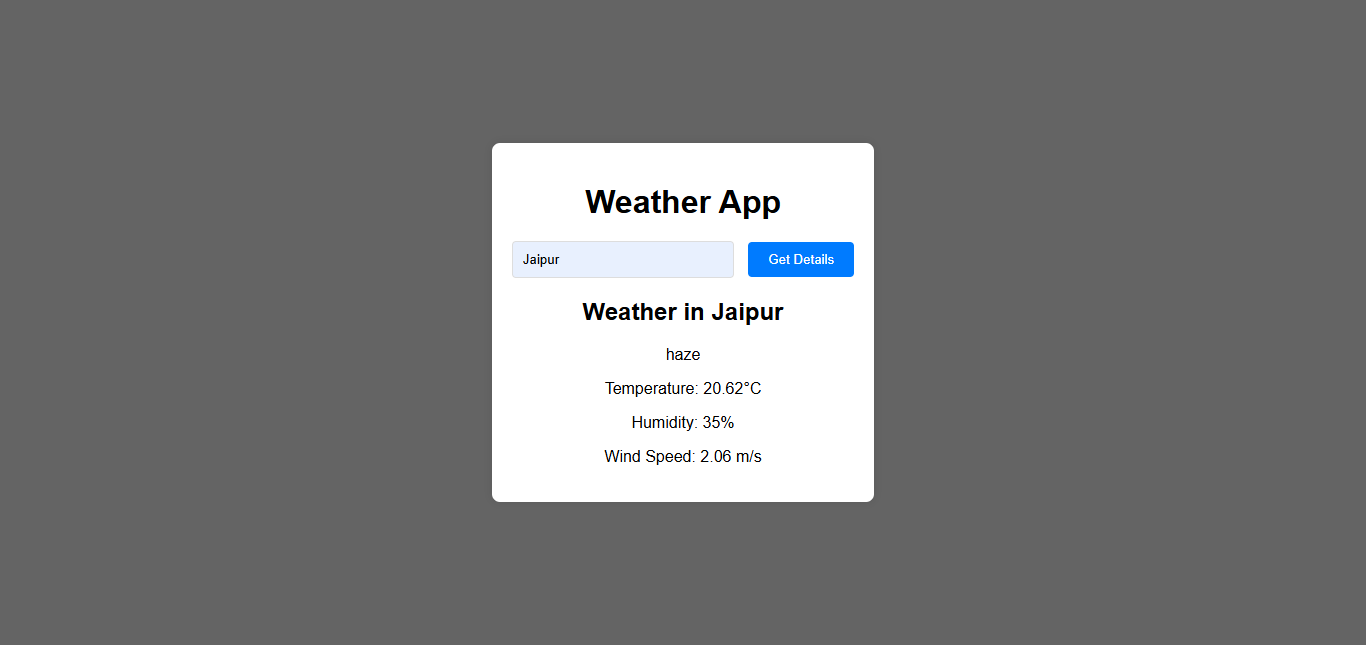 Weather App
Jaipur
Get Details
Weather in Jaipur
haze
Temperature: 20.62°C
Humidity: 35%
Wind Speed: 2.06 m/s